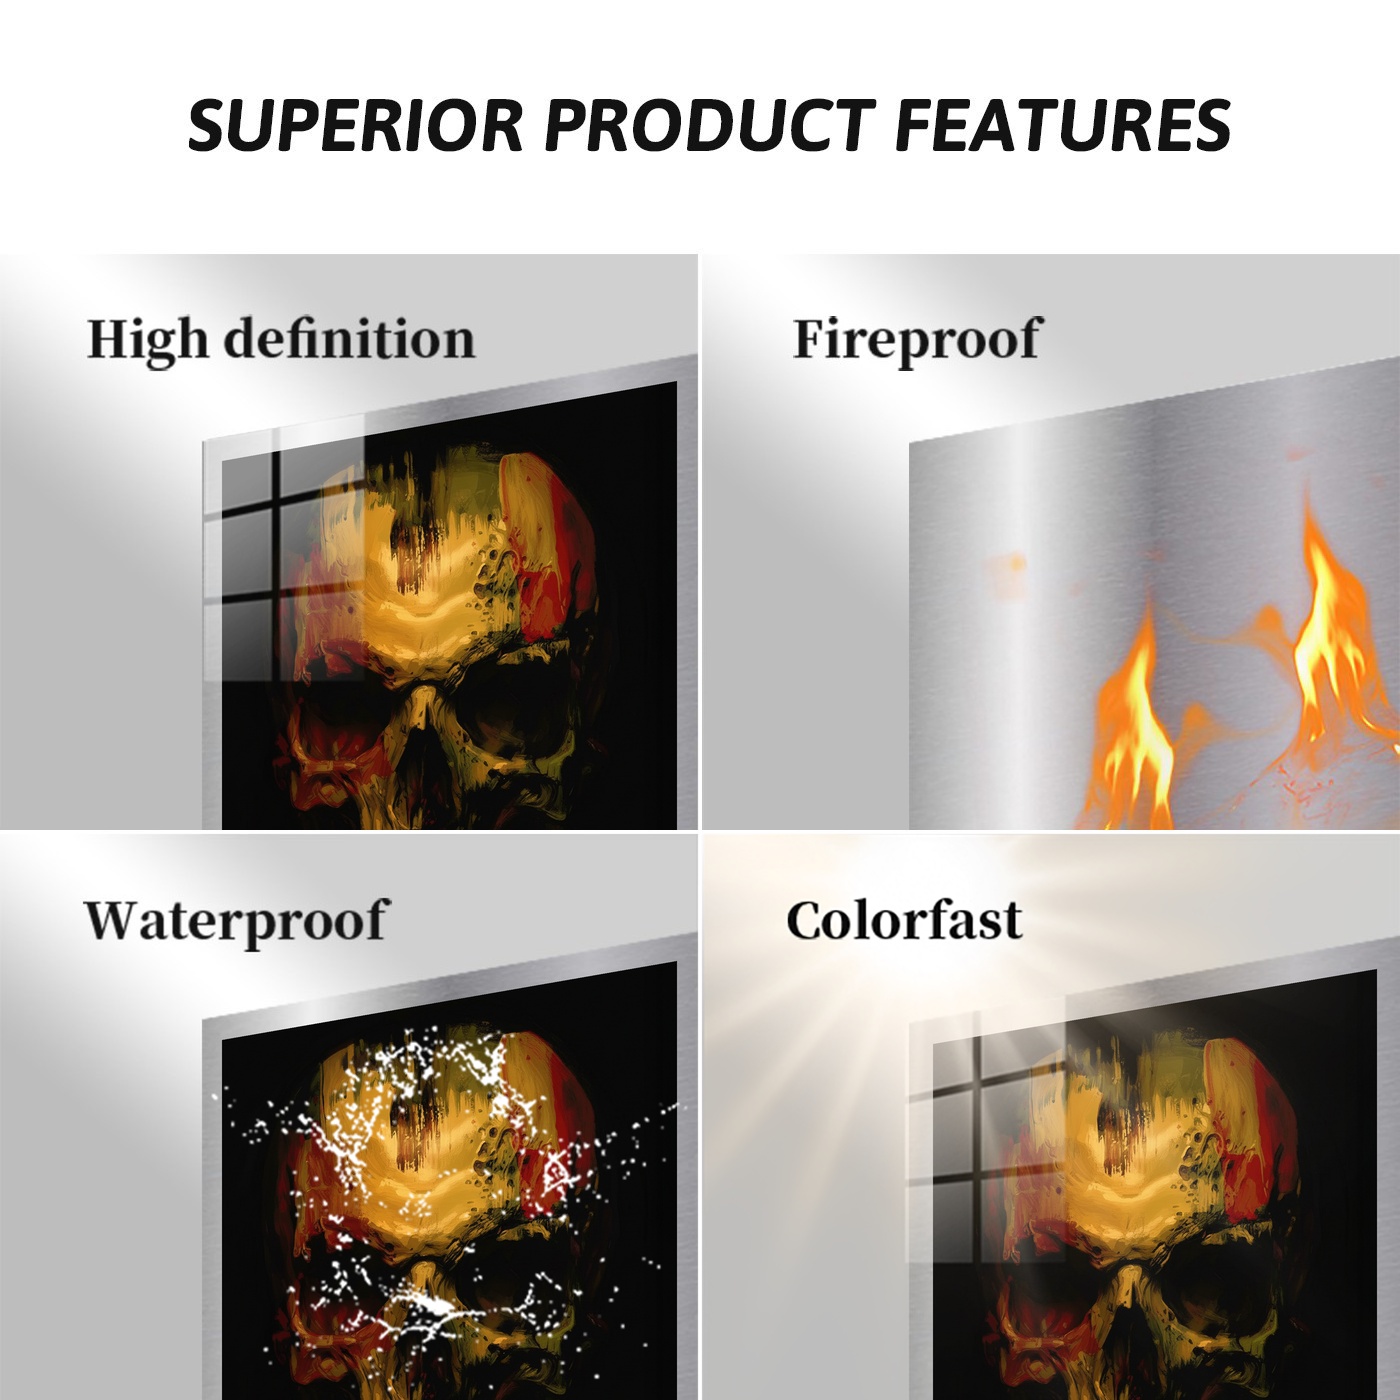 SUPERIOR PRODUCT FEATURES
High definition
Fireproof
Waterproof
Colorfast